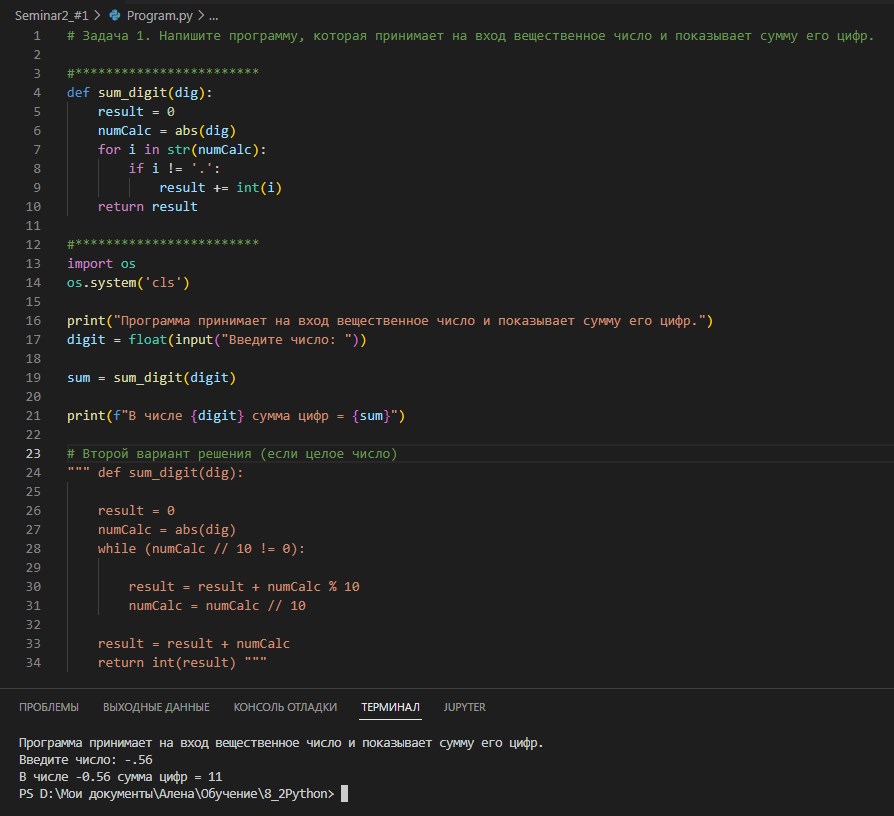 Seminar2_#1 > Program.py > ...
1 # Задача 1. Напишите программу, которая принимает на вход вещественное число и показывает сумму его цифр.
2
3 #************************
4 def sum_digit(dig):
5     result = 0
6     numCalc = abs(dig)
7     for i in str(numCalc):
8         if i != '.':
9             result += int(i)
10     return result
11
12 #************************
13 import os
14 os.system('cls')
15
16 print("Программа принимает на вход вещественное число и показывает сумму его цифр.")
17 digit = float(input("Введите число: "))
18
19 sum = sum_digit(digit)
20
21 print(f"В числе {digit} сумма цифр = {sum}")
22
23 # Второй вариант решения (если целое число)
24 """ def sum_digit(dig):
25
26     result = 0
27     numCalc = abs(dig)
28     while (numCalc // 10 != 0):
29
30         result = result + numCalc % 10
31         numCalc = numCalc // 10
32
33     result = result + numCalc
34     return int(result) """
ПРОБЛЕМЫ ВЫХОДНЫЕ ДАННЫЕ КОНСОЛЬ ОТЛАДКИ ТЕРМИНАЛ JUPYTER
Программа принимает на вход вещественное число и показывает сумму его цифр.
Введите число: -.56
В числе -0.56 сумма цифр = 11
PS D:\Мои документы\Алена\Обучение\8_2Python>